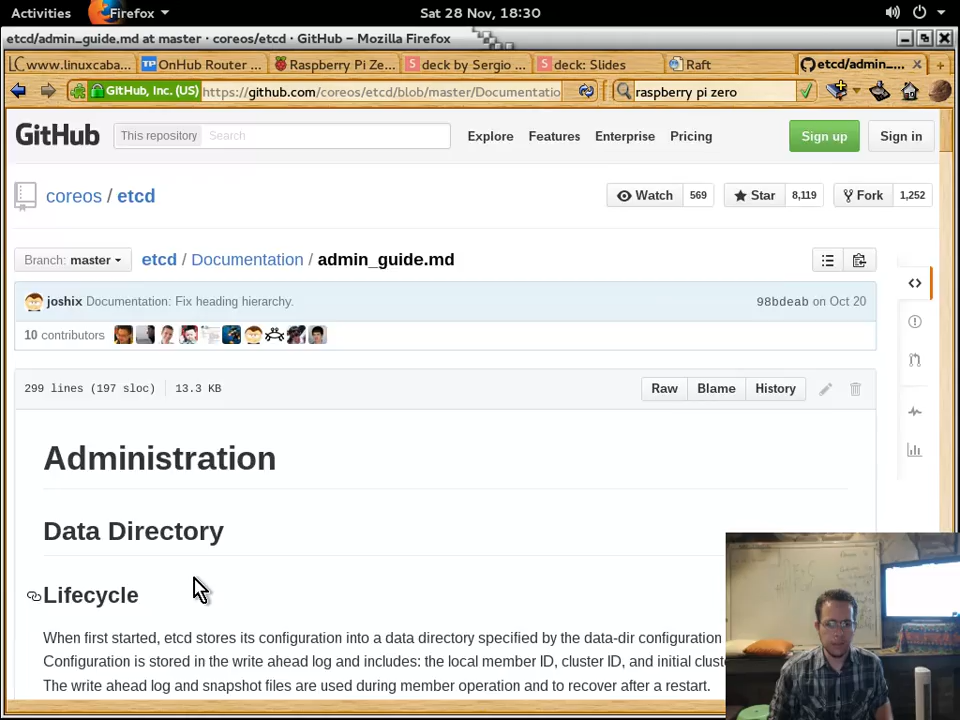 Activities Firefox Sat 28 Nov, 18:30
etcd/admin_guide.md at master · coreos/etcd · GitHub – Mozilla Firefox
www.linuxcaba... OnHub Router ... Raspberry Pi Ze... deck by Sergio ... deck: Slides Raft etcd/admin_...
GitHub, Inc. (US) https://github.com/coreos/etcd/blob/master/Documentatio raspberry pi zero
GitHub This repository Search Explore Features Enterprise Pricing Sign up Sign in
coreos / etcd Watch 569 Star 8,119 Fork 1,252
Branch: master etcd / Documentation / admin_guide.md
joshix Documentation: Fix heading hierarchy. 98bdeab on Oct 20
10 contributors
299 lines (197 sloc) 13.3 KB Raw Blame History
Administration
Data Directory
Lifecycle
When first started, etcd stores its configuration into a data directory specified by the data-dir configuration
Configuration is stored in the write ahead log and includes: the local member ID, cluster ID, and initial cluste
The write ahead log and snapshot files are used during member operation and to recover after a restart.